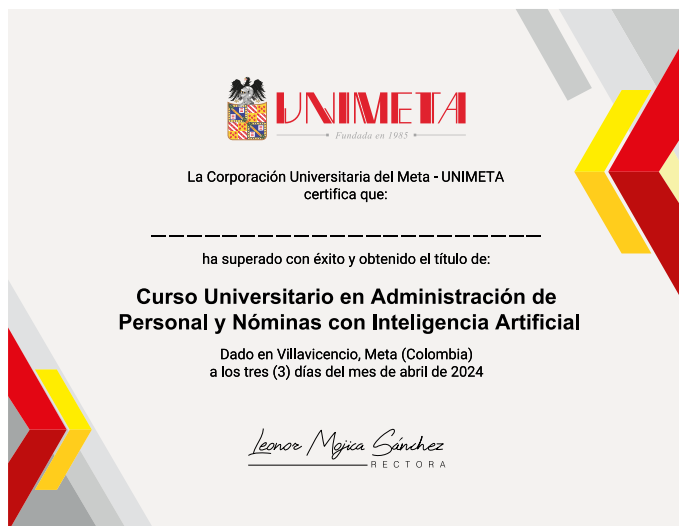 UNIMETA
Fundada en 1985
La Corporación Universitaria del Meta - UNIMETA
certifica que:
ha superado con éxito y obtenido el título de:
Curso Universitario en Administración de
Personal y Nóminas con Inteligencia Artificial
Dado en Villavicencio, Meta (Colombia)
a los tres (3) días del mes de abril de 2024
Leonor Mojica Sánchez
RECTORA